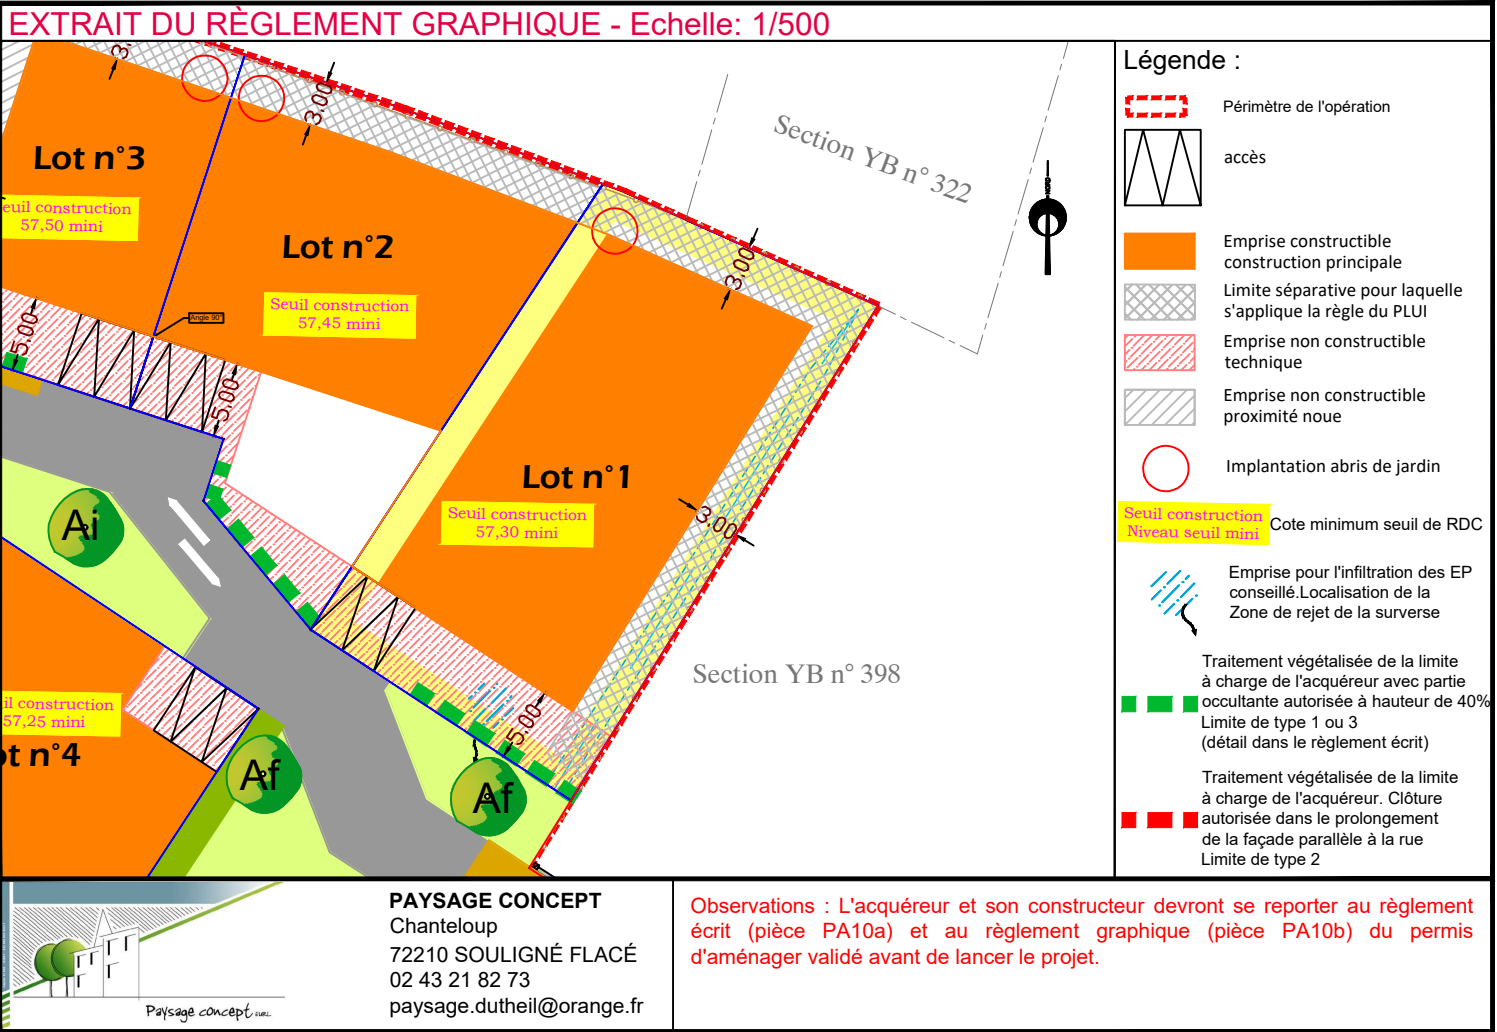 EXTRAIT DU RÈGLEMENT GRAPHIQUE - Echelle: 1/500
3.
3.00
Lot n°3
euil construction
57,50 mini
Lot n°2
Seuil construction
57,45 mini
Angle 90°
5.00
5.00
Section YB n° 322
NORD
3.00
Lot n°1
Seuil construction
57,30 mini
3.00
Ai
Section YB n° 398
5.00
il construction
57,25 mini
ot n°4
Af
Af
Légende :
Périmètre de l'opération
accès
Emprise constructible
construction principale
Limite séparative pour laquelle
s'applique la règle du PLUI
Emprise non constructible
technique
Emprise non constructible
proximité noue
Implantation abris de jardin
Seuil construction
Niveau seuil mini
Cote minimum seuil de RDC
Emprise pour l'infiltration des EP
conseillé.Localisation de la
Zone de rejet de la surverse
Traitement végétalisée de la limite
à charge de l'acquéreur avec partie
occultante autorisée à hauteur de 40%
Limite de type 1 ou 3
(détail dans le règlement écrit)
Traitement végétalisée de la limite
à charge de l'acquéreur. Clôture
autorisée dans le prolongement
de la façade parallèle à la rue
Limite de type 2
Paysage concept EURL
PAYSAGE CONCEPT
Chanteloup
72210 SOULIGNÉ FLACÉ
02 43 21 82 73
paysage.dutheil@orange.fr
Observations : L'acquéreur et son constructeur devront se reporter au règlement
écrit (pièce PA10a) et au règlement graphique (pièce PA10b) du permis
d'aménager validé avant de lancer le projet.